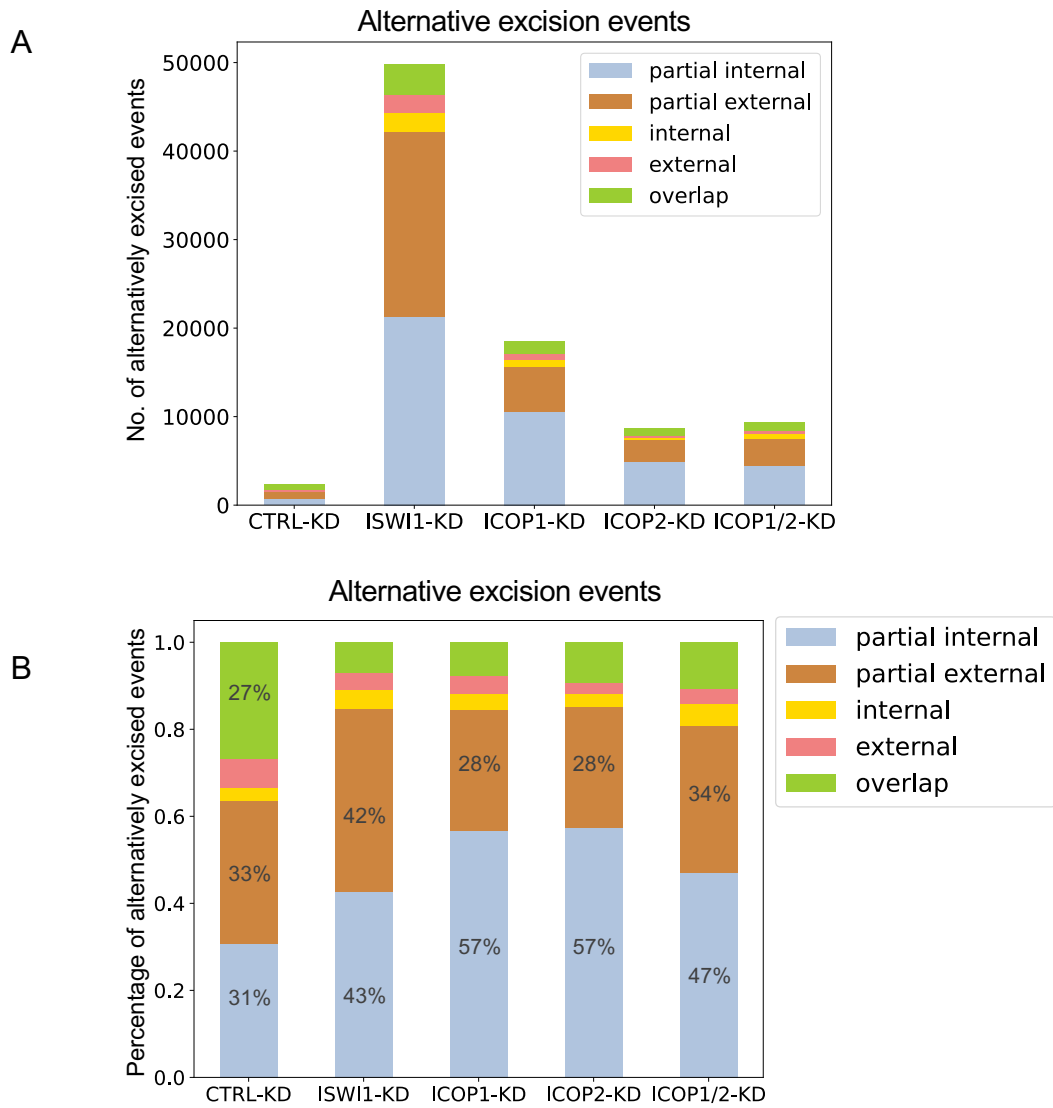 A
Alternative excision events
No. of alternatively excised events
50000
40000
30000
20000
10000
0
partial internal
partial external
internal
external
overlap
CTRL-KD ISWI1-KD ICOP1-KD ICOP2-KD ICOP1/2-KD
B
Alternative excision events
Percentage of alternatively excised events
1.0
0.8
0.6
0.4
0.2
0.0
27%
33%
31%
42%
43%
28%
57%
28%
57%
34%
47%
partial internal
partial external
internal
external
overlap
CTRL-KD ISWI1-KD ICOP1-KD ICOP2-KD ICOP1/2-KD